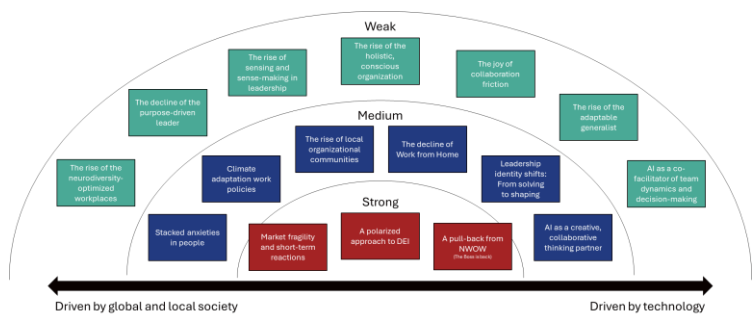 Weak
The rise of the
holistic,
conscious
organization
The rise of
sensing and
sense-making in
leadership
The joy of
collaboration
friction
The decline of the
purpose-driven
leader
The rise of the
adaptable
generalist
The rise of the
neurodiversity-
optimized
workplaces
AI as a co-
facilitator of team
dynamics and
decision-making
Medium
The rise of local
organizational
communities
The decline of
Work from Home
Climate
adaptation work
policies
Leadership
identity shifts:
From solving
to shaping
Stacked anxieties
in people
AI as a creative,
collaborative
thinking partner
Strong
Market fragility
and short-term
reactions
A polarized
approach to DEI
A pull-back from
NWOW
(The Boss is back)
Driven by global and local society
Driven by technology